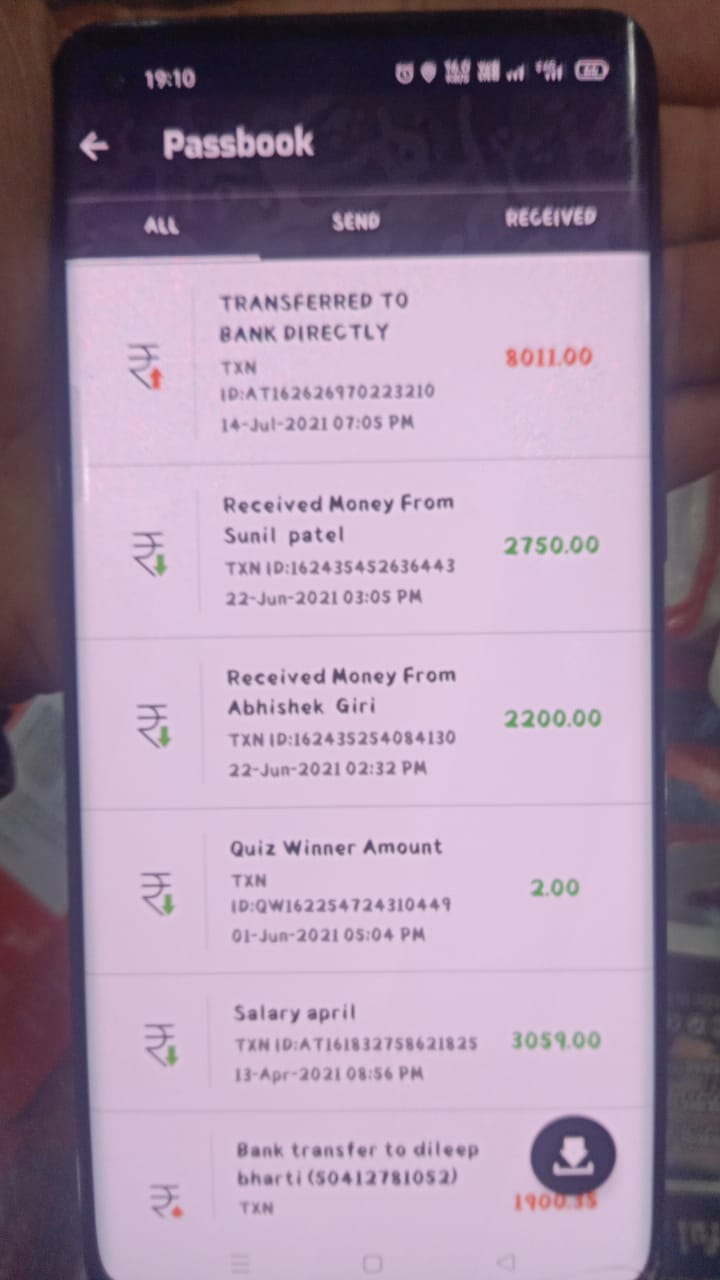 19:10
Passbook
ALL SEND RECEIVED
TRANSFERRED TO
BANK DIRECTLY
TXN
ID:AT162626970223210
14-Jul-2021 07:05 PM
8011.00
Received Money From
Sunil patel
TXN ID:162435452636443
22-Jun-2021 03:05 PM
2750.00
Received Money From
Abhishek Giri
TXN ID:162435254084130
22-Jun-2021 02:32 PM
2200.00
Quiz Winner Amount
TXN
ID:QW162254724310449
01-Jun-2021 05:04 PM
2.00
Salary april
TXN ID:AT161832758621825
13-Apr-2021 08:56 PM
3059.00
Bank transfer to dileep
bharti (50412781052)
TXN
1900.35